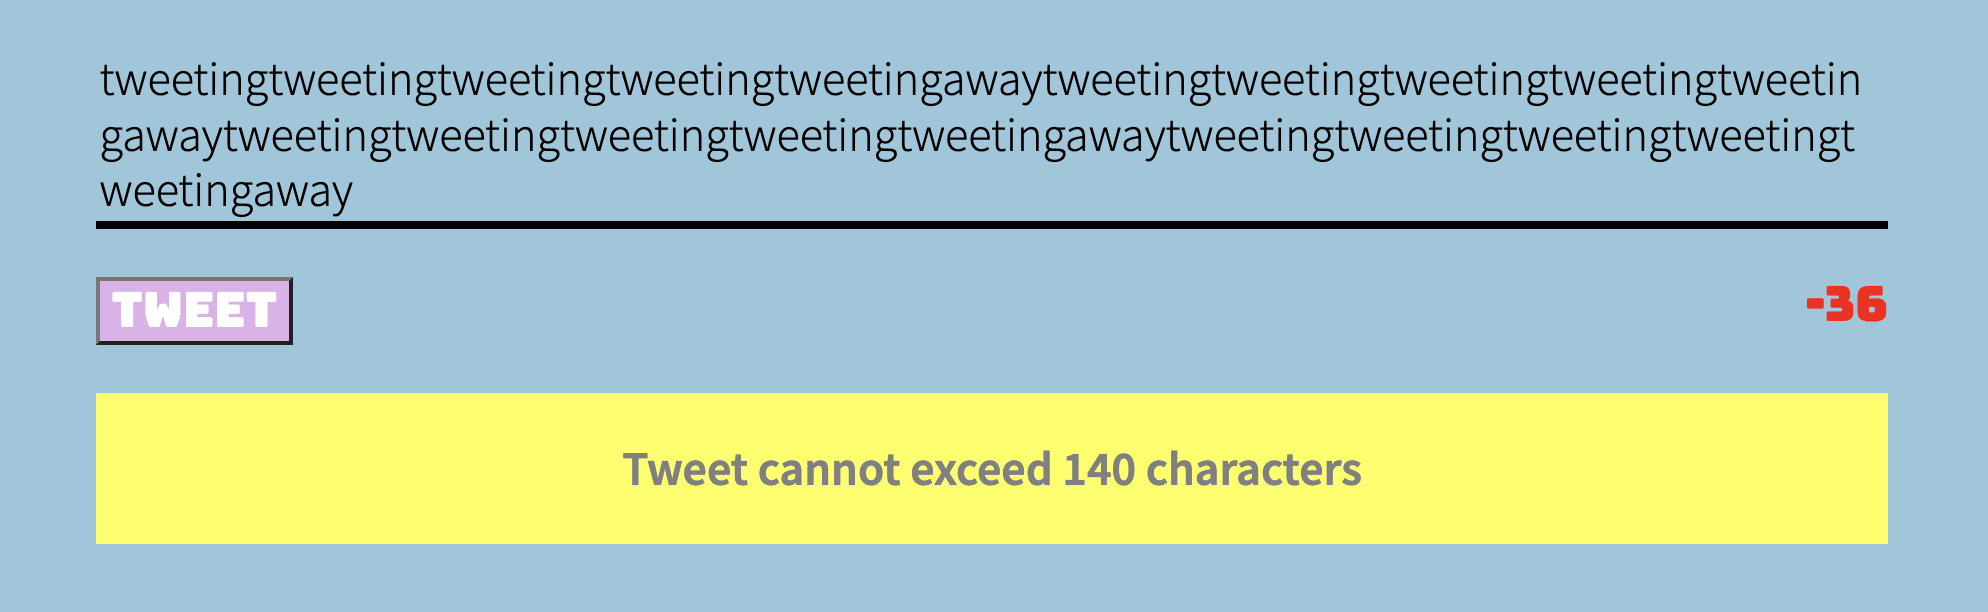 tweetingtweetingtweetingtweetingtweetingawaytweetingtweetingtweetingtweetingtweetin
gawaytweetingtweetingtweetingtweetingtweetingawaytweetingtweetingtweetingtweetingt
weetingaway
TWEET
-36
Tweet cannot exceed 140 characters